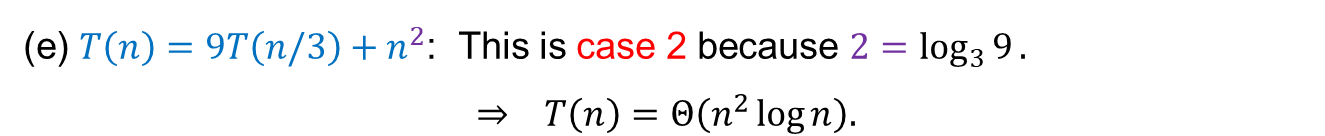 (e) T(n) = 9T(n/3) + n²: This is case 2 because 2 = log₃ 9 .
⇒ T(n) = Θ(n² log n).